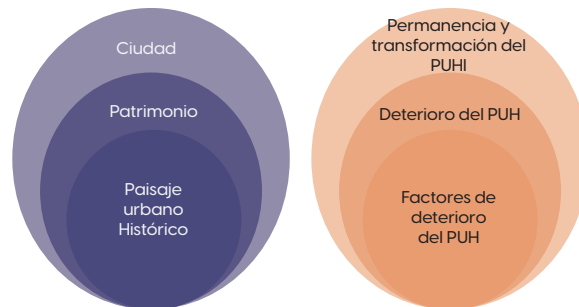 Ciudad
Patrimonio
Paisaje
urbano
Histórico
Permanencia y
transformación del
PUHI
Deterioro del PUH
Factores de
deterioro
del PUH